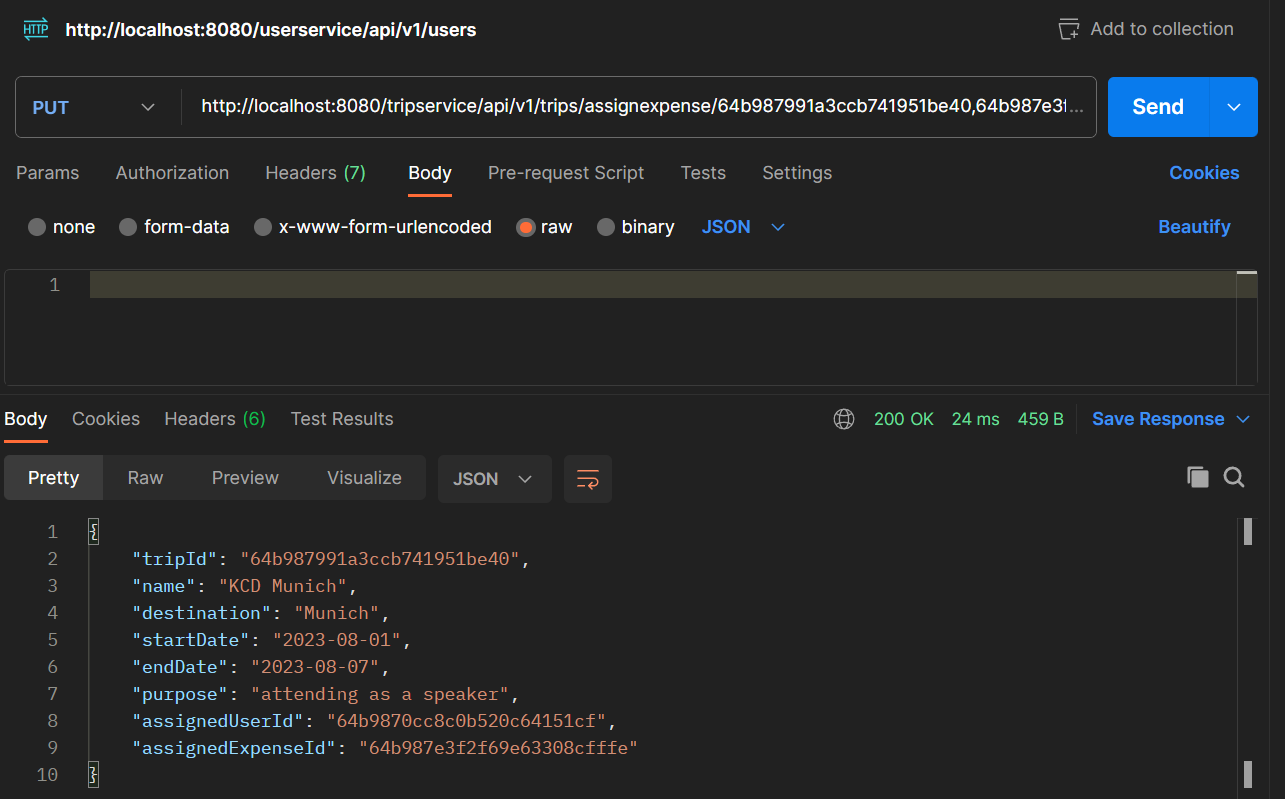 HTTP http://localhost:8080/userservice/api/v1/users Add to collection
PUT http://localhost:8080/tripservice/api/v1/trips/assignexpense/64b987991a3ccb741951be40,64b987e3f... Send
Params Authorization Headers (7) Body Pre-request Script Tests Settings Cookies
none form-data x-www-form-urlencoded raw binary JSON Beautify
1
Body Cookies Headers (6) Test Results 200 OK 24 ms 459 B Save Response
Pretty Raw Preview Visualize JSON
1 {
2 "tripId": "64b987991a3ccb741951be40",
3 "name": "KCD Munich",
4 "destination": "Munich",
5 "startDate": "2023-08-01",
6 "endDate": "2023-08-07",
7 "purpose": "attending as a speaker",
8 "assignedUserId": "64b9870cc8c0b520c64151cf",
9 "assignedExpenseId": "64b987e3f2f69e63308cfffe"
10 }